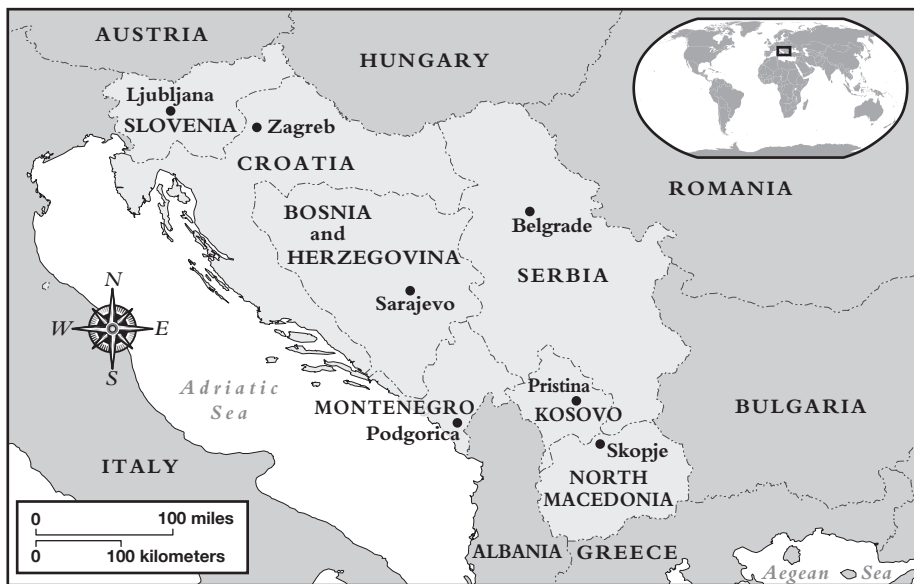 AUSTRIA
HUNGARY
Ljubljana
SLOVENIA
Zagreb
CROATIA
ROMANIA
BOSNIA
and
HERZEGOVINA
Belgrade
SERBIA
Sarajevo
N
W
E
S
Adriatic
Sea
MONTENEGRO
Podgorica
Pristina
KOSOVO
BULGARIA
Skopje
NORTH
MACEDONIA
ITALY
0 100 miles
0 100 kilometers
ALBANIA
GREECE
Aegean Sea